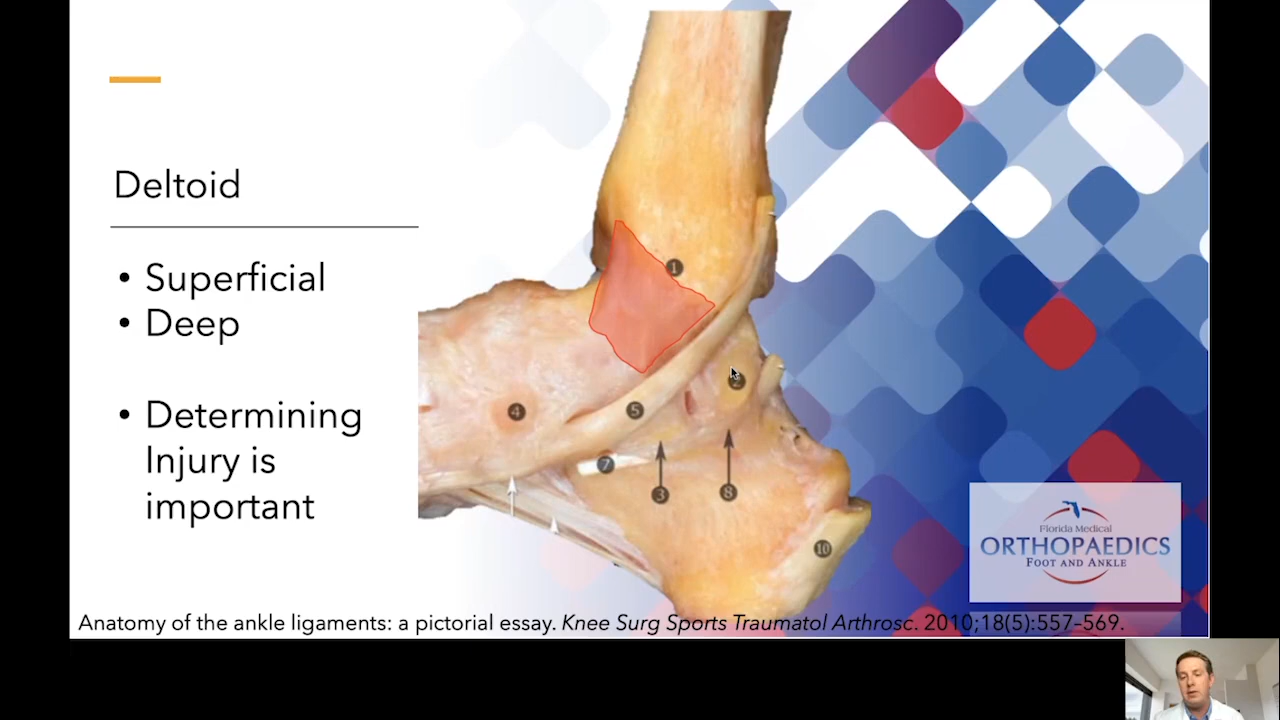 Deltoid
• Superficial
• Deep
• Determining
Injury is
important
1
2
4
5
7
3
8
10
Florida Medical
ORTHOPAEDICS
FOOT AND ANKLE
Anatomy of the ankle ligaments: a pictorial essay. Knee Surg Sports Traumatol Arthrosc. 2010;18(5):557–569.